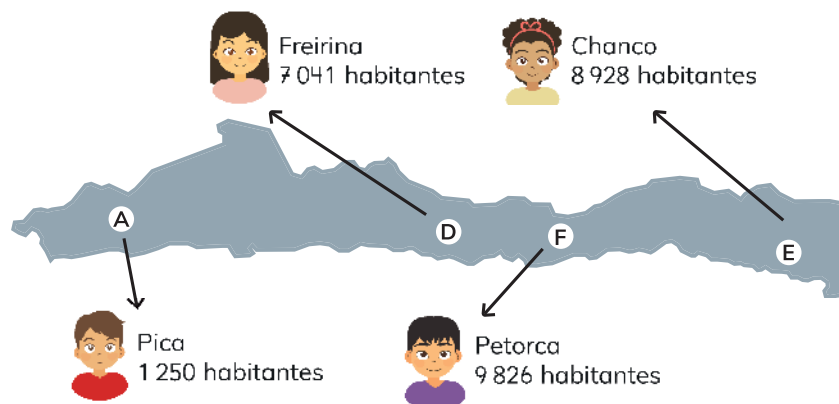 Freirina
7 041 habitantes
Chanco
8 928 habitantes
A
D
F
E
Pica
1 250 habitantes
Petorca
9 826 habitantes